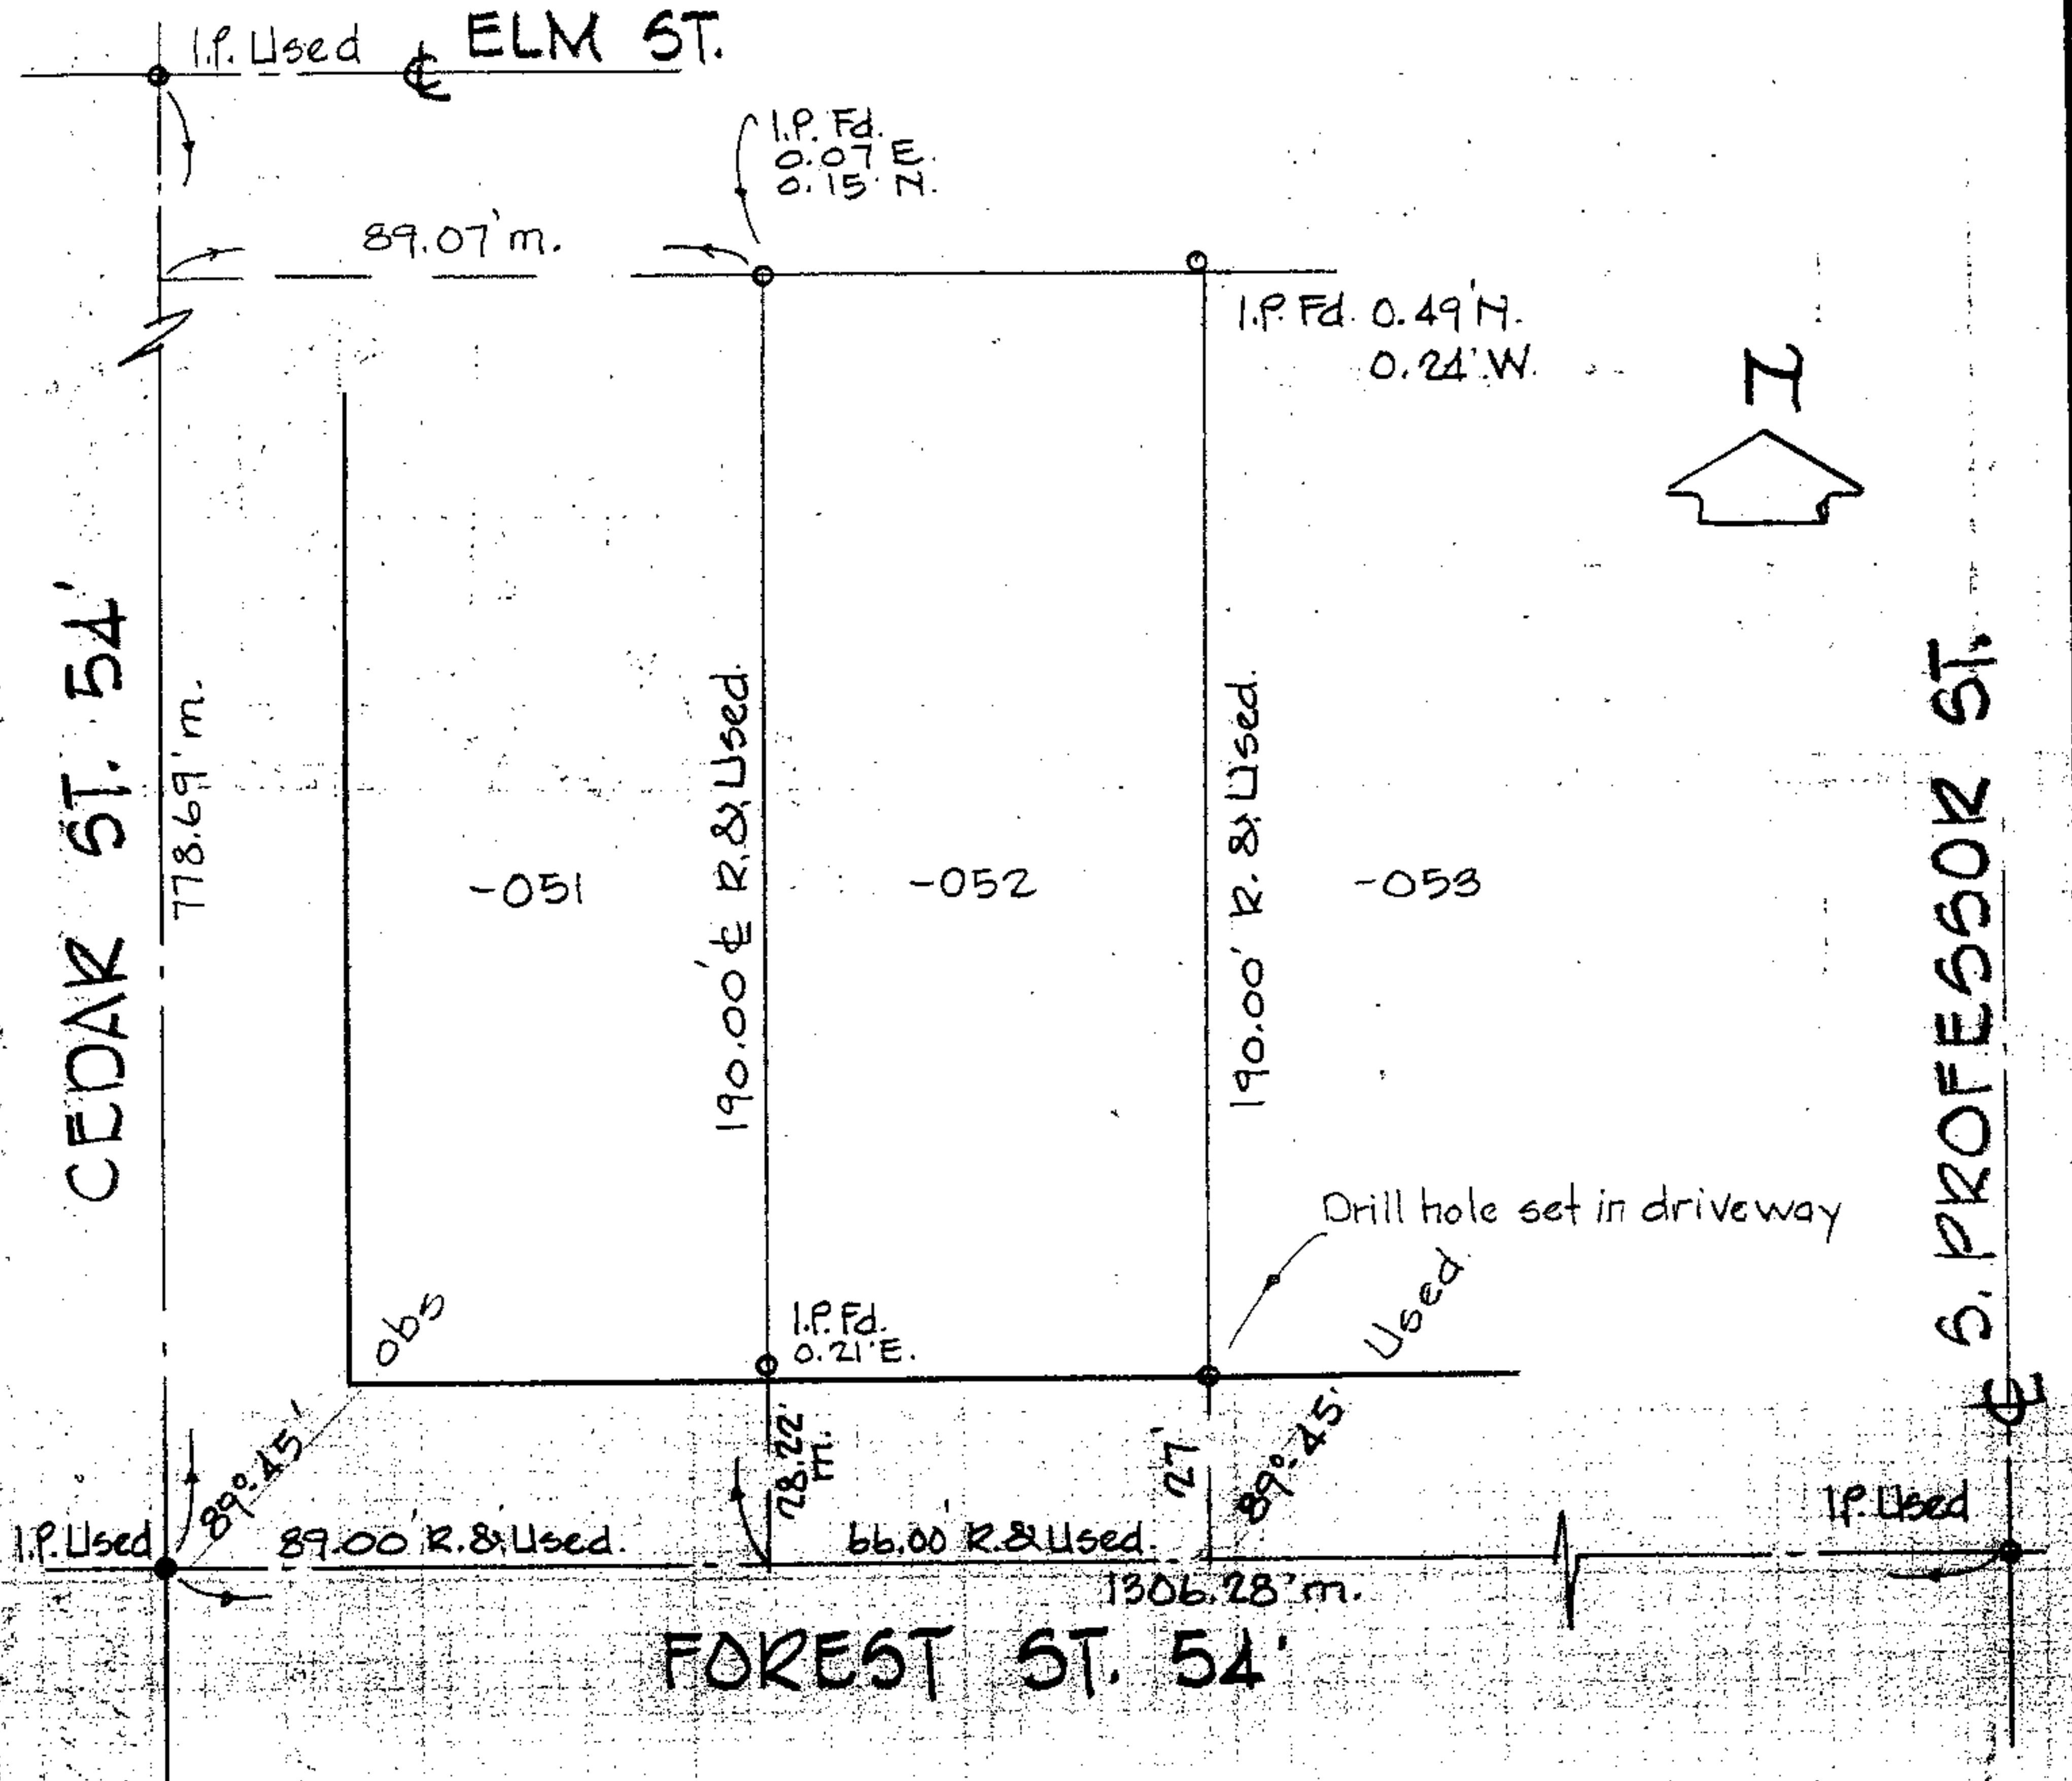 I.P. Used ℄ ELM ST.
I.P. Fd.
0.07' E.
0.15' N.
89.07' m.
I.P. Fd. 0.49' N.
0.24' W.
N
CEDAR ST. 54'
778.69' m.
190.00' ± R. & Used.
190.00' R. & Used.
-051
-052
-053
℄ S. PROFESSOR ST.
Drill hole set in driveway
Used
obs
I.P. Fd.
0.21' E.
89° 45'
28.22'
m.
27'
89° 45'
I.P. Used
89.00' R. & Used.
66.00' R. & Used.
I.P. Used
1306.28' m.
FOREST ST. 54'